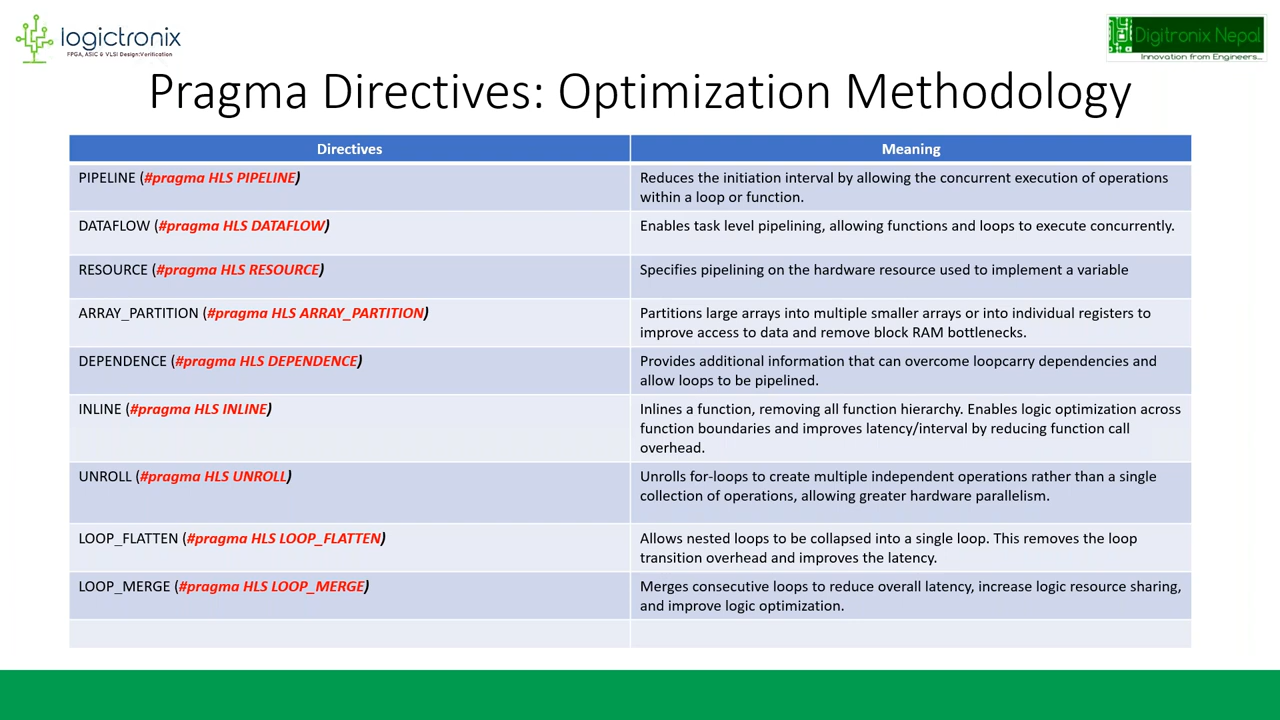 logictronix
FPGA, ASIC & VLSI Design:Verification
Digitronix Nepal
Innovation from Engineers...
Pragma Directives: Optimization Methodology
Directives
Meaning
PIPELINE (#pragma HLS PIPELINE)
Reduces the initiation interval by allowing the concurrent execution of operations
within a loop or function.
DATAFLOW (#pragma HLS DATAFLOW)
Enables task level pipelining, allowing functions and loops to execute concurrently.
RESOURCE (#pragma HLS RESOURCE)
Specifies pipelining on the hardware resource used to implement a variable
ARRAY_PARTITION (#pragma HLS ARRAY_PARTITION)
Partitions large arrays into multiple smaller arrays or into individual registers to
improve access to data and remove block RAM bottlenecks.
DEPENDENCE (#pragma HLS DEPENDENCE)
Provides additional information that can overcome loopcarry dependencies and
allow loops to be pipelined.
INLINE (#pragma HLS INLINE)
Inlines a function, removing all function hierarchy. Enables logic optimization across
function boundaries and improves latency/interval by reducing function call
overhead.
UNROLL (#pragma HLS UNROLL)
Unrolls for-loops to create multiple independent operations rather than a single
collection of operations, allowing greater hardware parallelism.
LOOP_FLATTEN (#pragma HLS LOOP_FLATTEN)
Allows nested loops to be collapsed into a single loop. This removes the loop
transition overhead and improves the latency.
LOOP_MERGE (#pragma HLS LOOP_MERGE)
Merges consecutive loops to reduce overall latency, increase logic resource sharing,
and improve logic optimization.